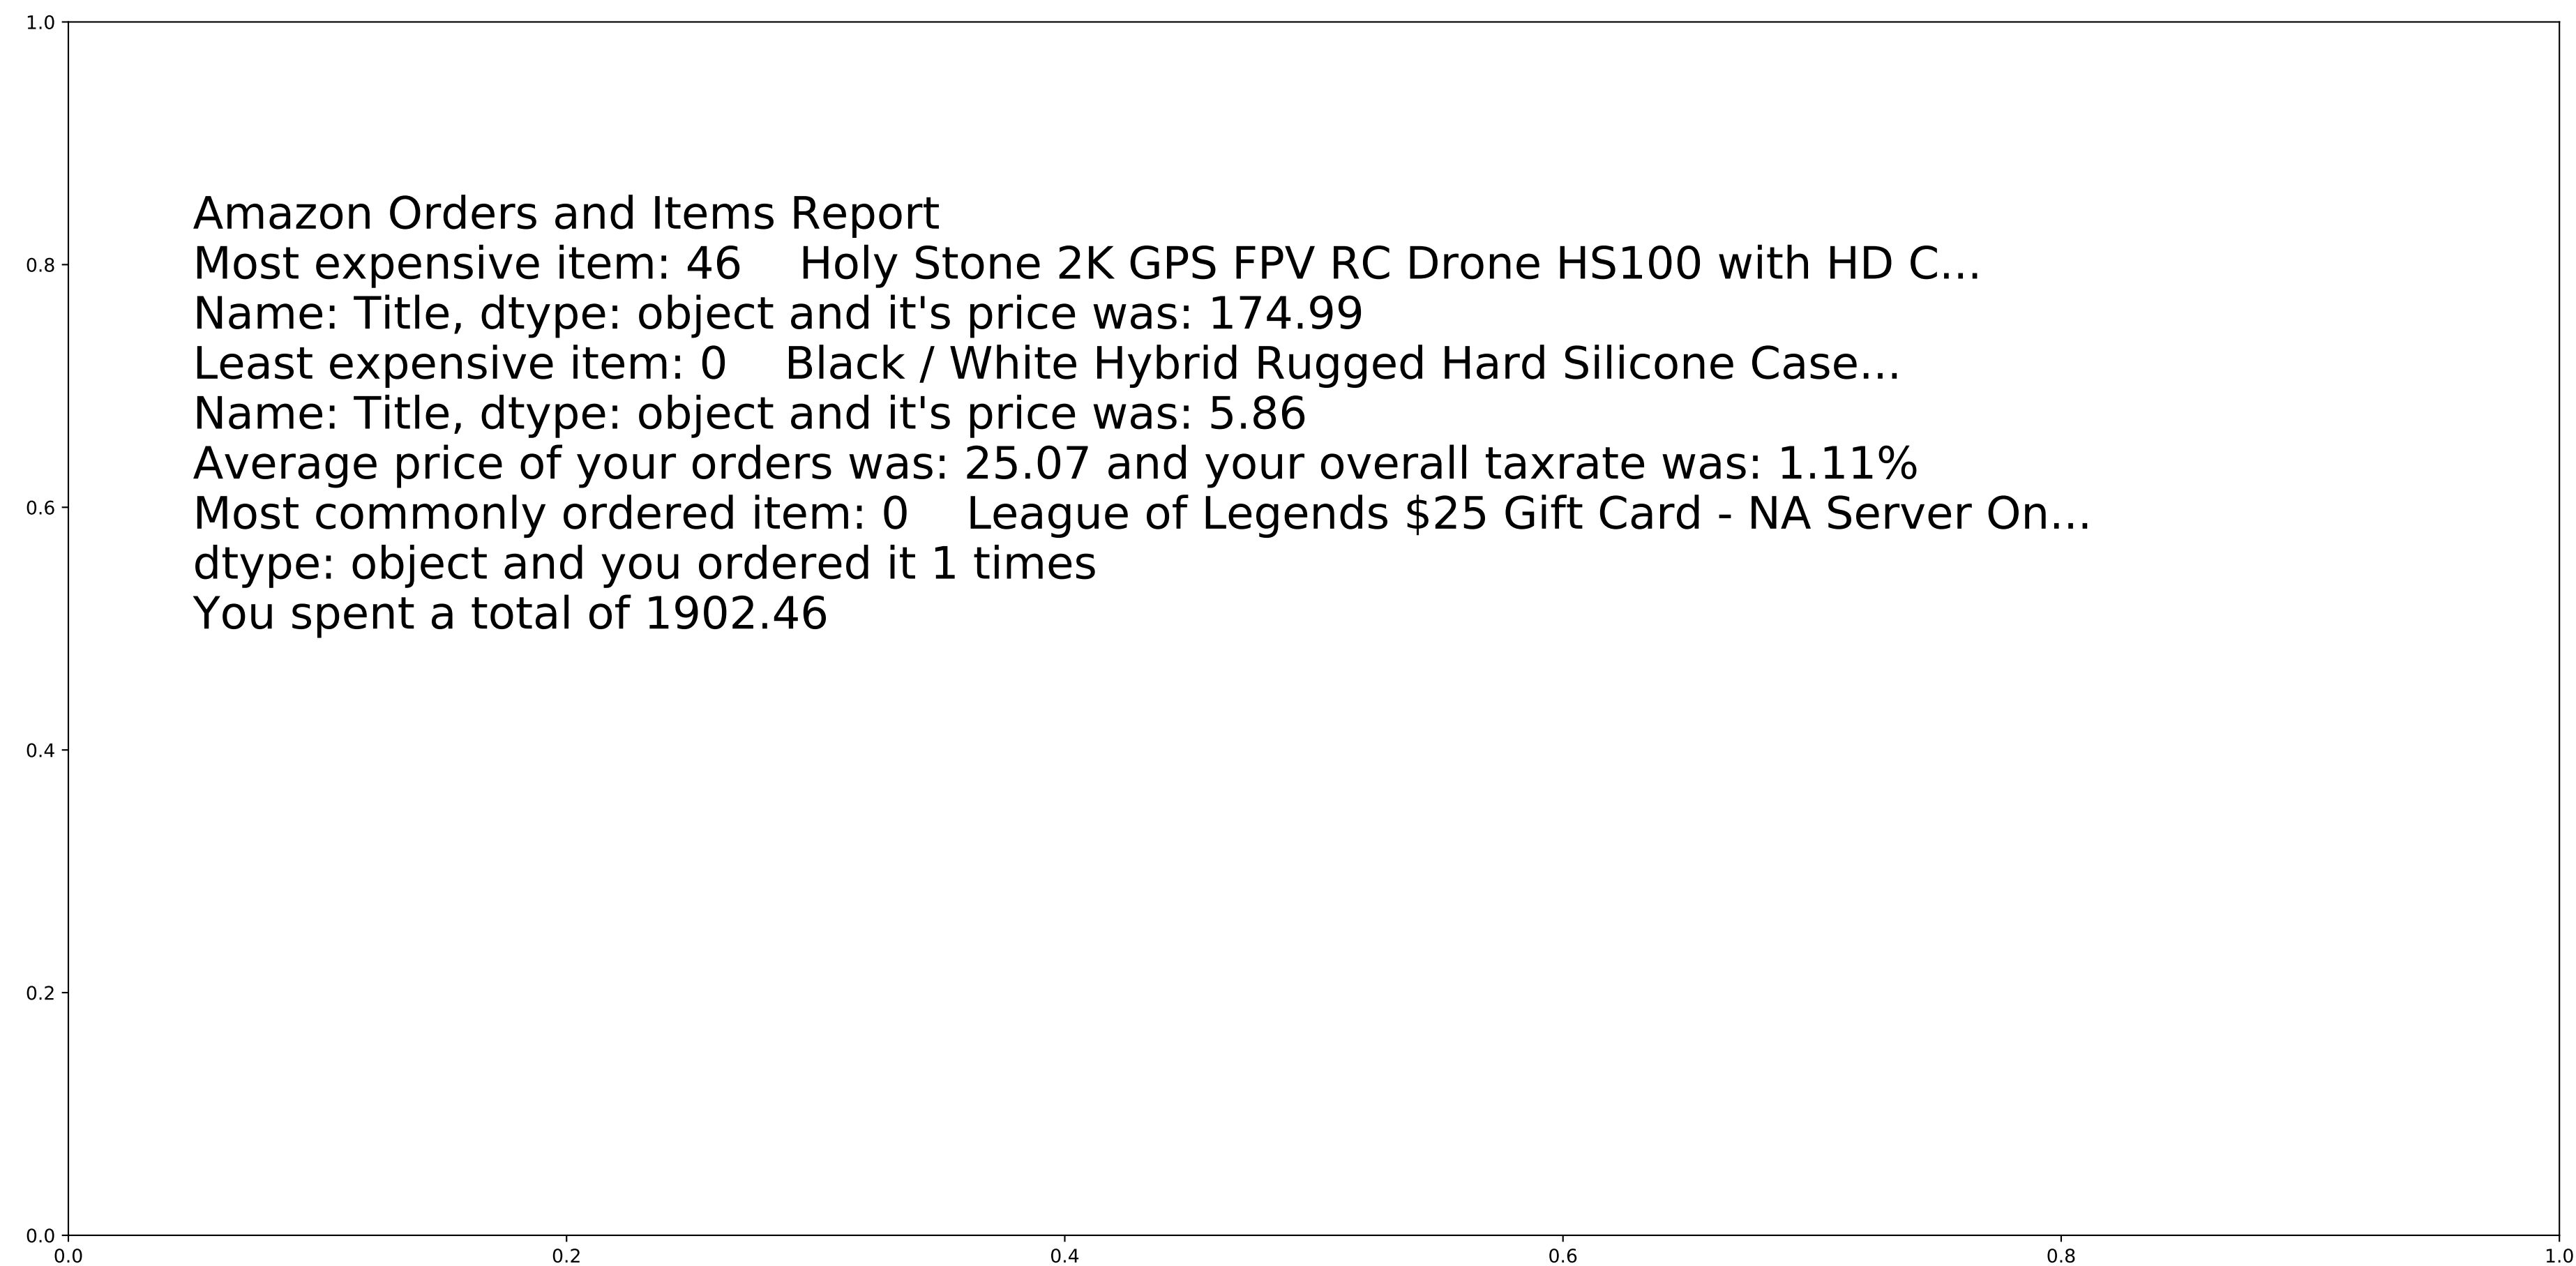 1.0
Amazon Orders and Items Report
0.8
Most expensive item: 46    Holy Stone 2K GPS FPV RC Drone HS100 with HD C...
Name: Title, dtype: object and it's price was: 174.99
Least expensive item: 0    Black / White Hybrid Rugged Hard Silicone Case...
Name: Title, dtype: object and it's price was: 5.86
Average price of your orders was: 25.07 and your overall taxrate was: 1.11%
0.6
Most commonly ordered item: 0    League of Legends $25 Gift Card - NA Server On...
dtype: object and you ordered it 1 times
You spent a total of 1902.46
0.4
0.2
0.0
0.0 0.2 0.4 0.6 0.8 1.0